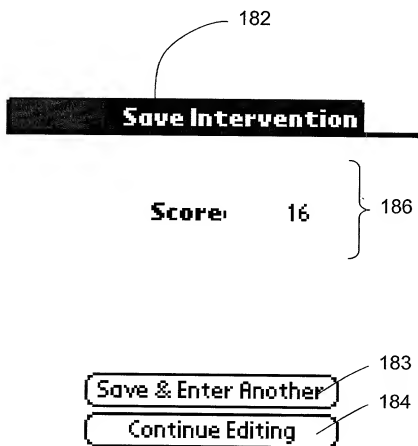 182
Save Intervention
Score: 16
186
183
Save & Enter Another
184
Continue Editing